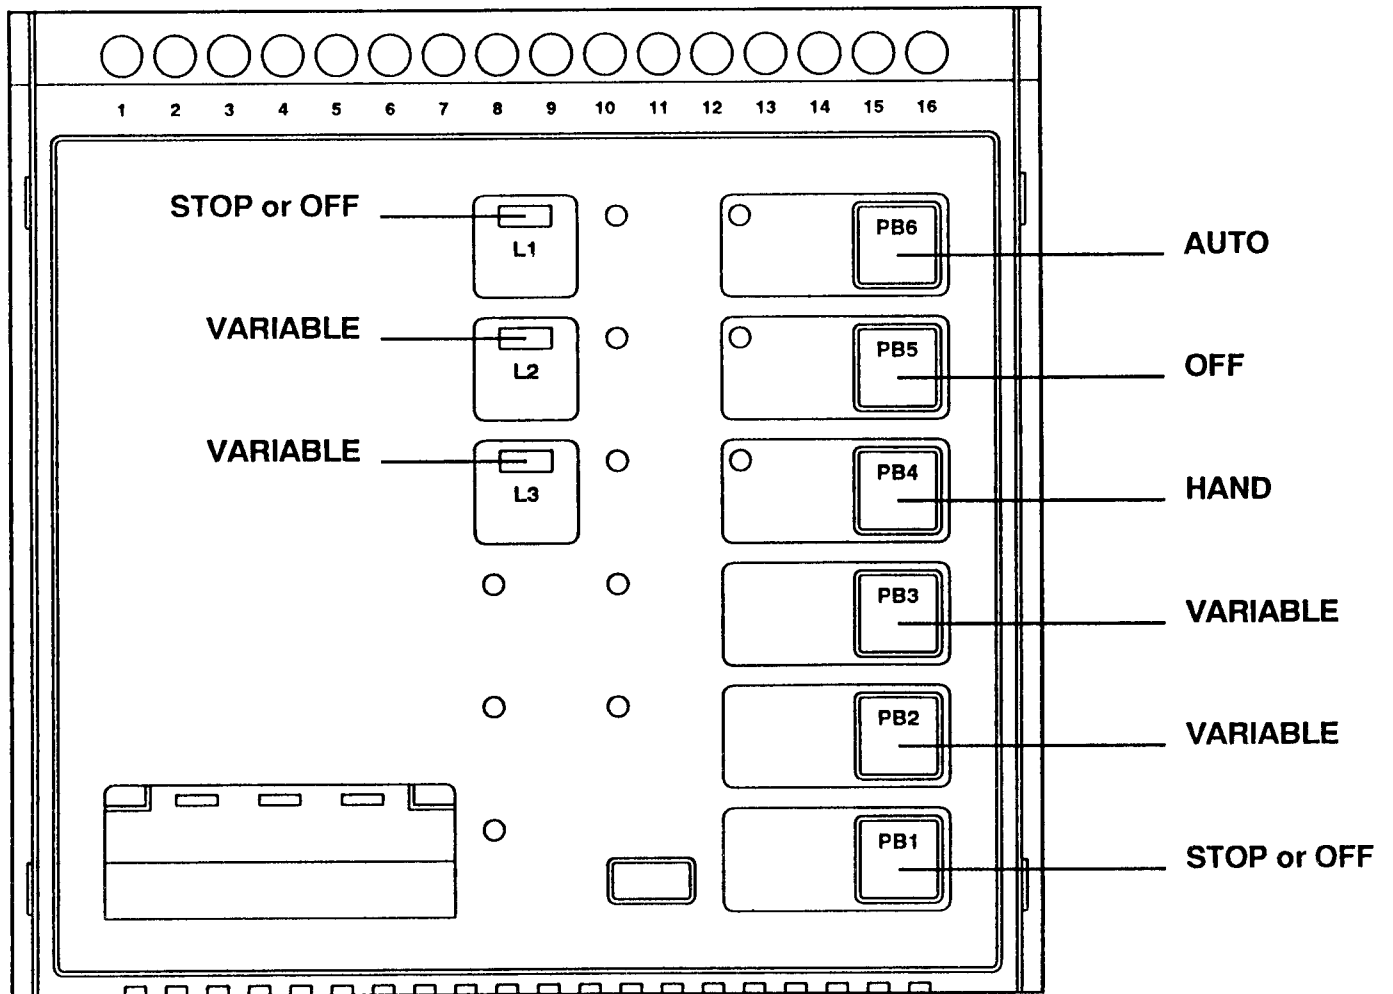 1 2 3 4 5 6 7 8 9 10 11 12 13 14 15 16
STOP or OFF
L1
PB6
AUTO
VARIABLE
L2
PB5
OFF
VARIABLE
L3
PB4
HAND
PB3
VARIABLE
PB2
VARIABLE
PB1
STOP or OFF